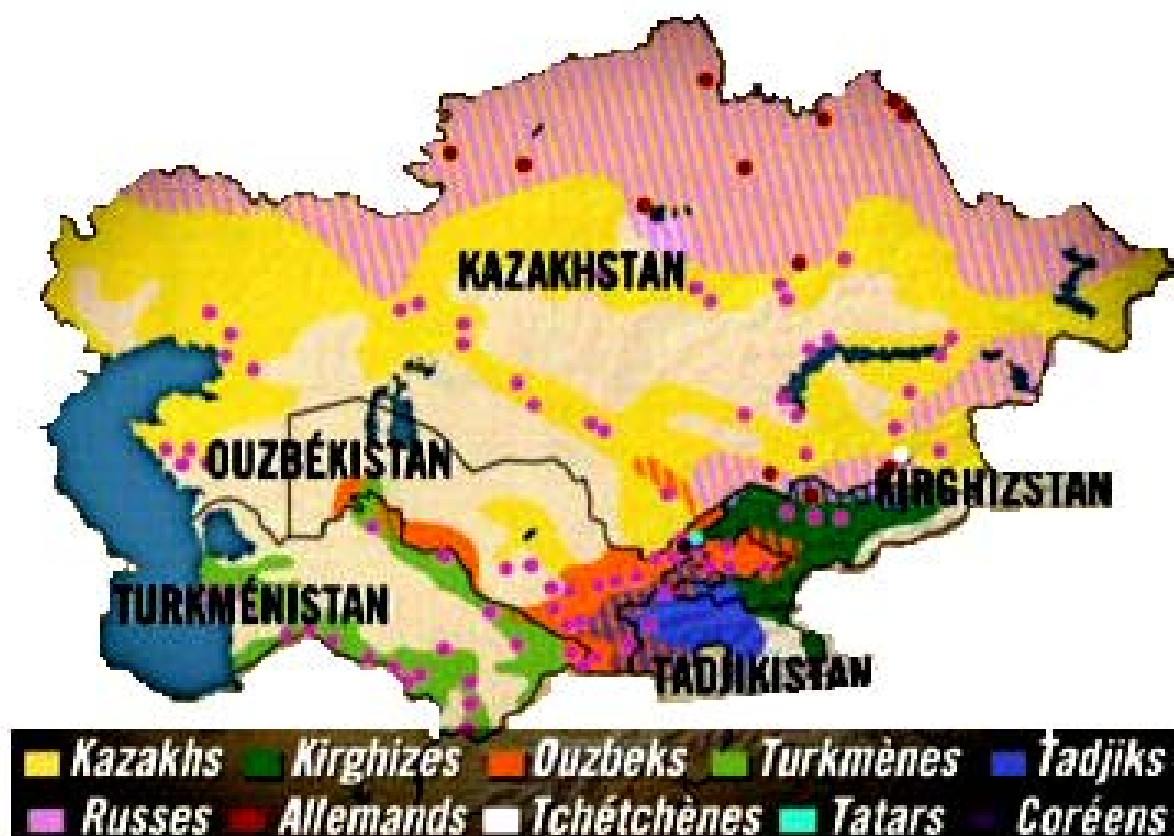 KAZAKHSTAN
OUZBÉKISTAN
KIRGHIZSTAN
TURKMÉNISTAN
TADJIKISTAN
Kazakhs Kirghizes Ouzbeks Turkmènes Tadjiks
Russes Allemands Tchétchènes Tatars Coréens